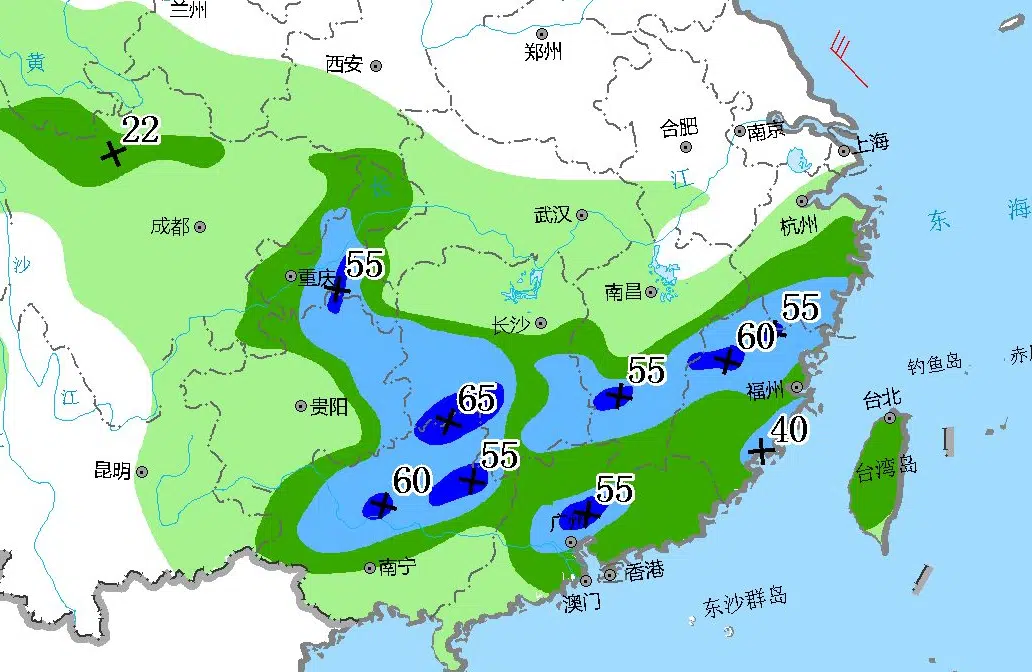 兰州
郑州
黄
西安
22
合肥
南京
上海
长
江
海
武汉
东
成都
杭州
沙
55
重庆
南昌
55
长沙
60
钓鱼岛
赤
55
福州
江
65
贵阳
台北
40
55
昆明
台湾岛
60
55
广州
南宁
香港
澳门
东沙群岛